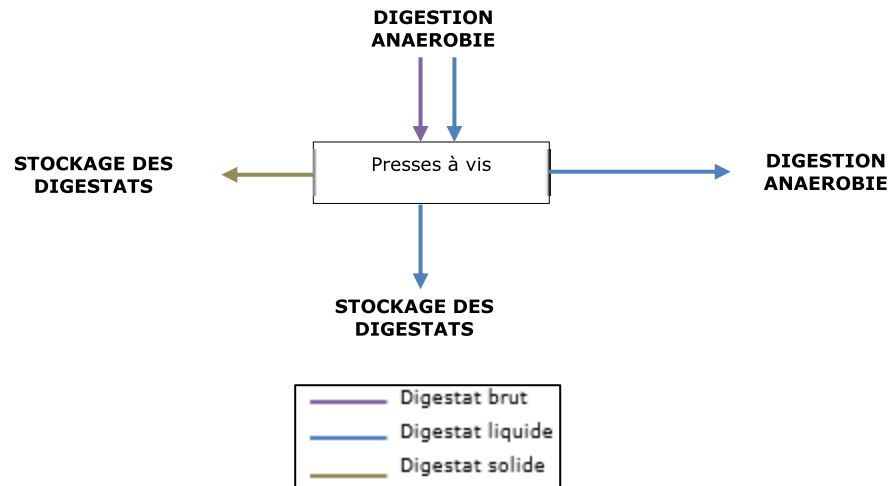 DIGESTION
ANAEROBIE
Presses à vis
STOCKAGE DES
DIGESTATS
DIGESTION
ANAEROBIE
STOCKAGE DES
DIGESTATS
Digestat brut
Digestat liquide
Digestat solide